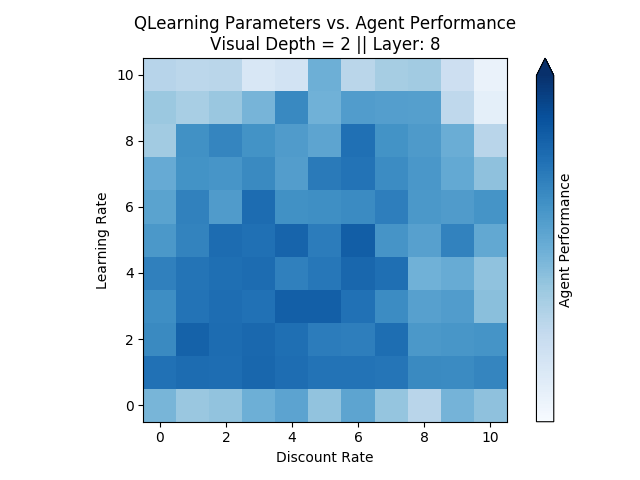 QLearning Parameters vs. Agent Performance
Visual Depth = 2 || Layer: 8
10
8
6
4
2
0
Learning Rate
0 2 4 6 8 10
Discount Rate
Agent Performance